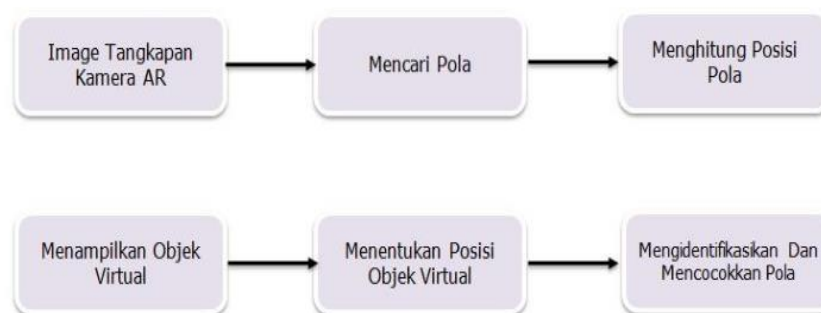 Image Tangkapan
Kamera AR
Mencari Pola
Menghitung Posisi
Pola
Menampilkan Objek
Virtual
Menentukan Posisi
Objek Virtual
Mengidentifikasikan Dan
Mencocokkan Pola